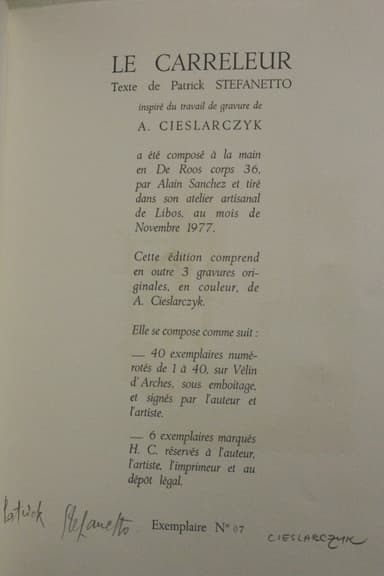 LE CARRELEUR
Texte de Patrick STEFANETTO
inspiré du travail de gravure de
A. CIESLARCZYK
a été composé à la main
en De Roos corps 36,
par Alain Sanchez et tiré
dans son atelier artisanal
de Libos, au mois de
Novembre 1977.
Cette édition comprend
en outre 3 gravures ori-
ginales, en couleur, de
A. Cieslarczyk.
Elle se compose comme suit :
— 40 exemplaires numé-
rotés de 1 à 40, sur Vélin
d'Arches, sous emboitage,
et signés par l'auteur et
l'artiste.
— 6 exemplaires marqués
H. C. réservés à l'auteur,
l'artiste, l'imprimeur et au
dépôt légal.
Patrick Stefanetto Exemplaire N° 07 CIESLARCZYK